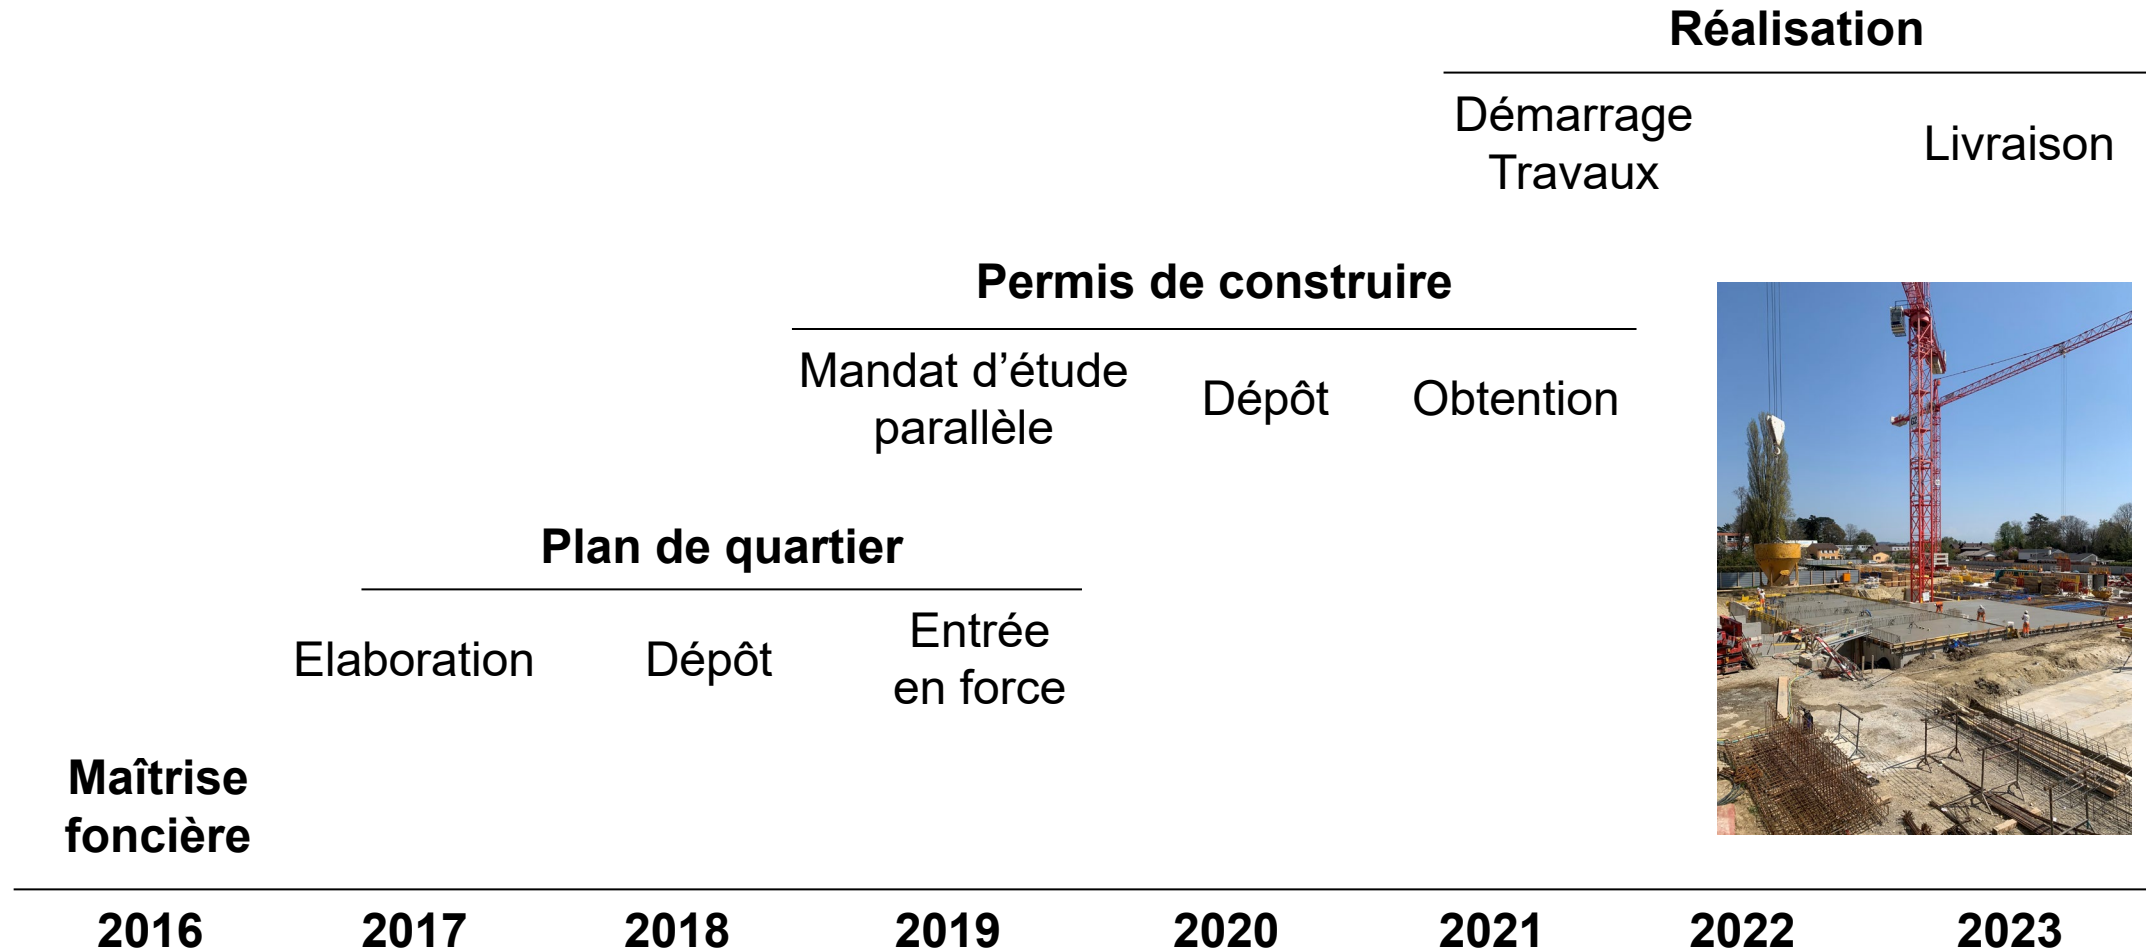 Réalisation
Démarrage
Travaux
Livraison
Permis de construire
Mandat d’étude
parallèle
Dépôt
Obtention
Plan de quartier
Elaboration
Dépôt
Entrée
en force
Maîtrise
foncière
2016 2017 2018 2019 2020 2021 2022 2023